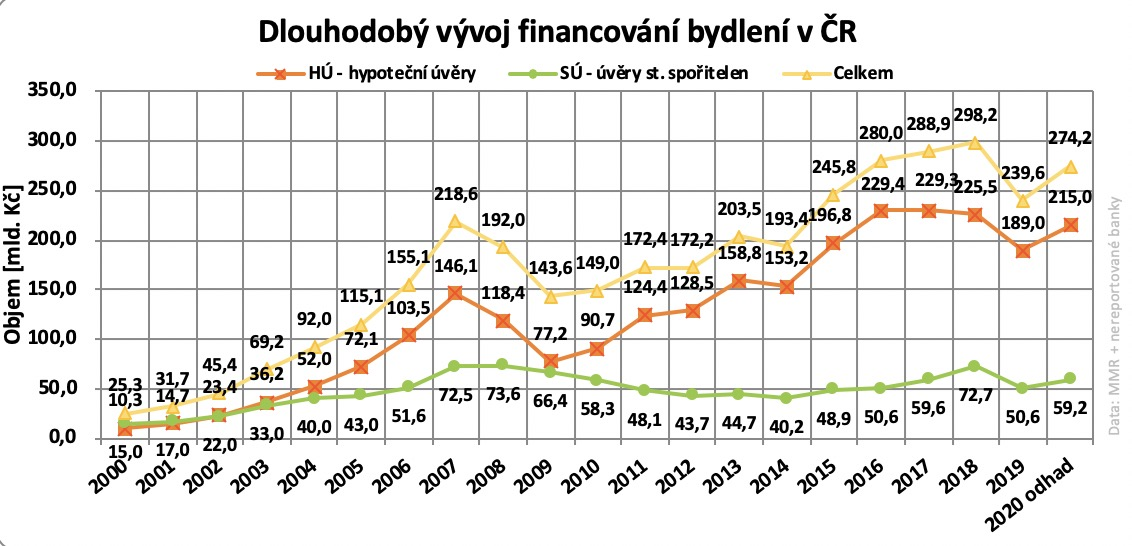 Dlouhodobý vývoj financování bydlení v ČR
HÚ - hypoteční úvěry SÚ - úvěry st. spořitelen Celkem
Objem [mld. Kč]
350,0
300,0
250,0
200,0
150,0
100,0
50,0
0,0
25,3 31,7 45,4 69,2 92,0 115,1 155,1 218,6 192,0 143,6 149,0 172,4 172,2 203,5 193,4 245,8 280,0 288,9 298,2 239,6 274,2
10,3 14,7 23,4 36,2 52,0 72,1 103,5 146,1 118,4 77,2 90,7 124,4 128,5 158,8 153,2 196,8 229,4 229,3 225,5 189,0 215,0
15,0 17,0 22,0 33,0 40,0 43,0 51,6 72,5 73,6 66,4 58,3 48,1 43,7 44,7 40,2 48,9 50,6 59,6 72,7 50,6 59,2
2000 2001 2002 2003 2004 2005 2006 2007 2008 2009 2010 2011 2012 2013 2014 2015 2016 2017 2018 2019 2020 odhad
Data: MMR + nereportované banky